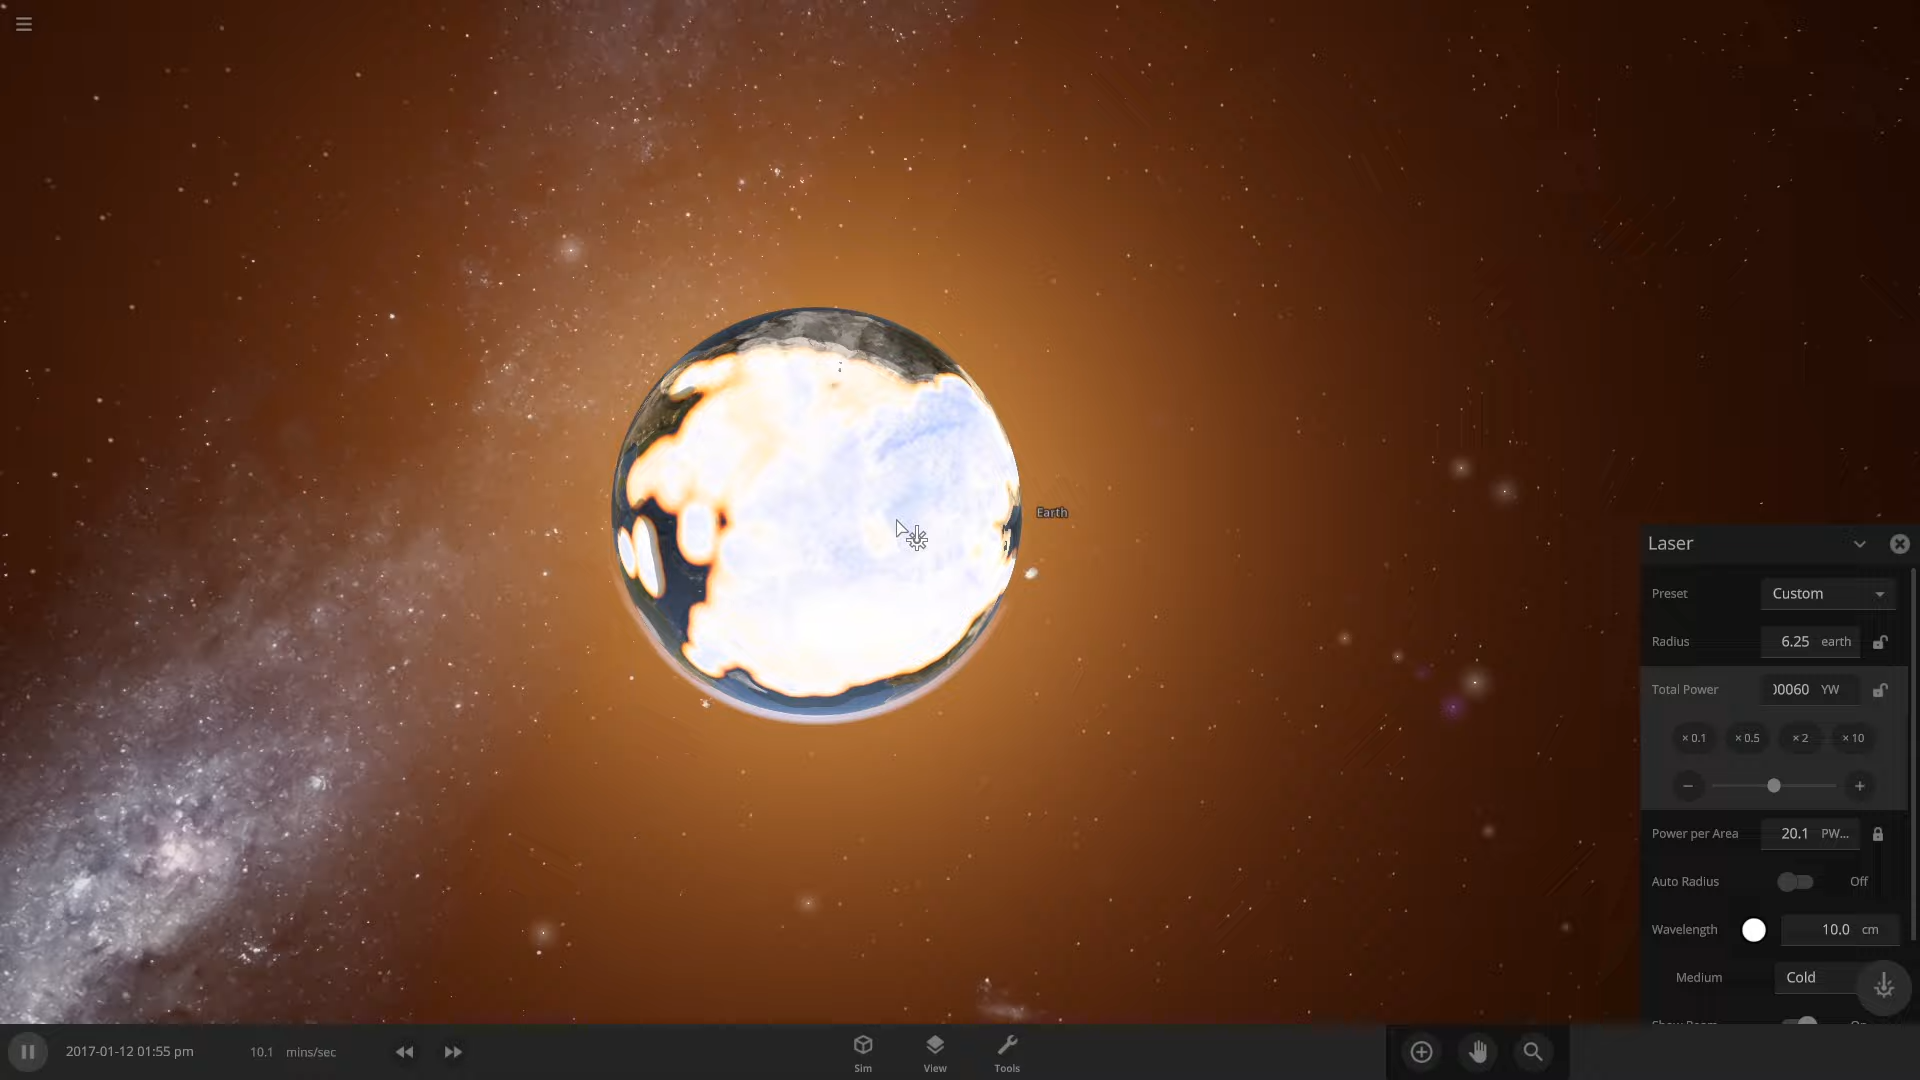 Earth
Laser
Preset Custom
Radius 6.25 earth
Total Power 00060 YW
× 0.1 × 0.5 × 2 × 10
Power per Area 20.1 PW...
Auto Radius Off
Wavelength 10.0 cm
Medium Cold
2017-01-12 01:55 pm 10.1 mins/sec
Sim View Tools